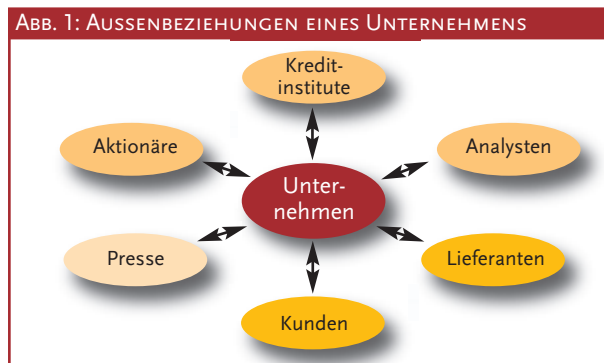 ABB. 1: AUSSENBEZIEHUNGEN EINES UNTERNEHMENS
Kredit-
institute
Aktionäre
Analysten
Unter-
nehmen
Presse
Lieferanten
Kunden